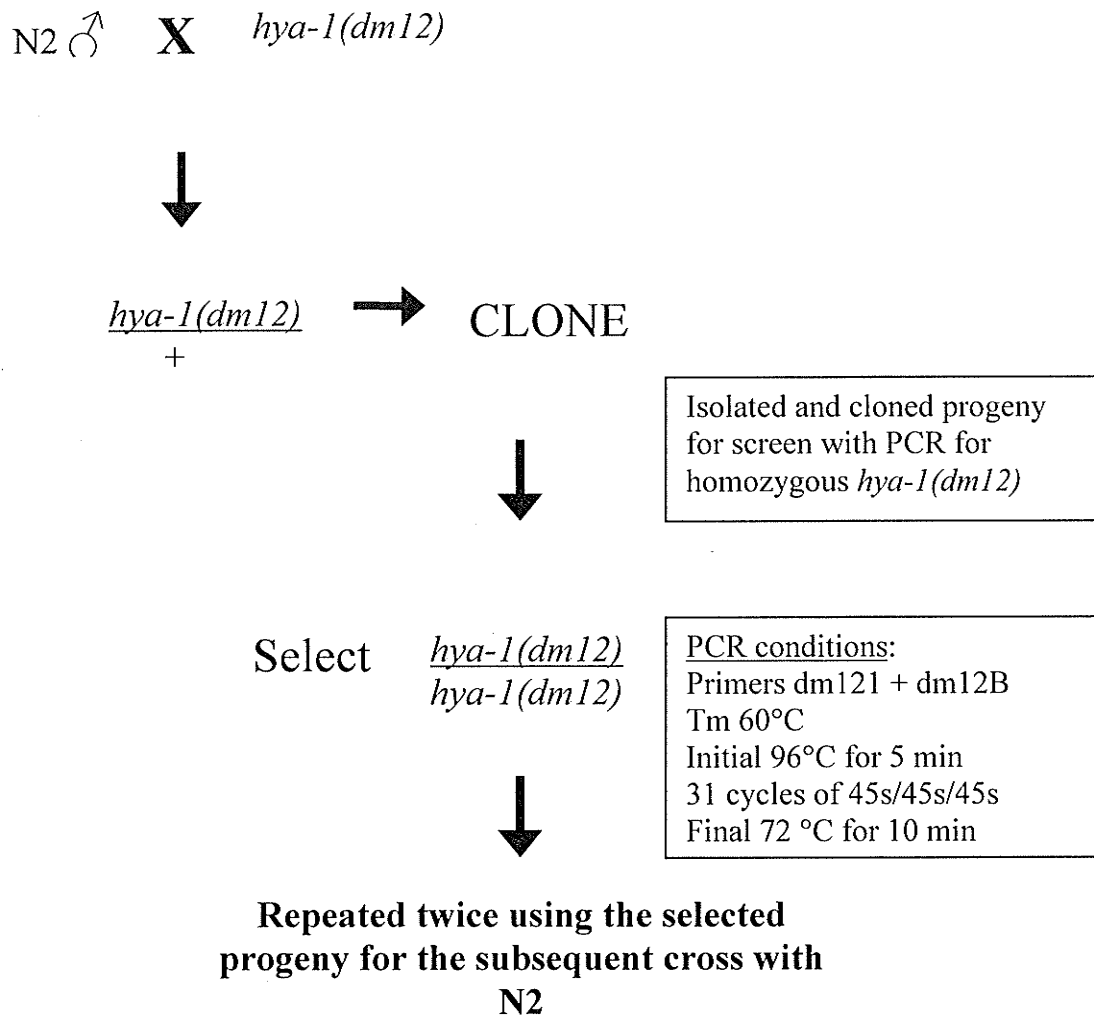 N2 ♂ X hya-1(dm12)
hya-1(dm12)
+
CLONE
Isolated and cloned progeny
for screen with PCR for
homozygous hya-1(dm12)
Select
hya-1(dm12)
hya-1(dm12)
PCR conditions:
Primers dm121 + dm12B
Tm 60°C
Initial 96°C for 5 min
31 cycles of 45s/45s/45s
Final 72 °C for 10 min
Repeated twice using the selected
progeny for the subsequent cross with
N2